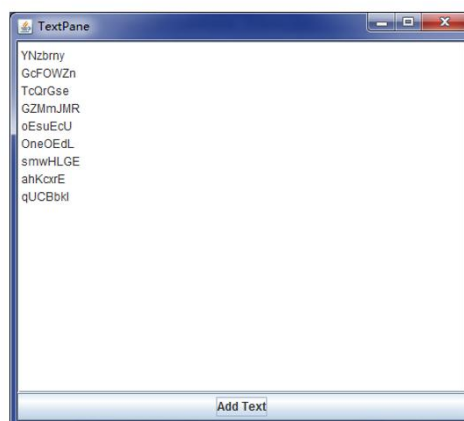 TextPane
YNzbrny
GcFOWZn
TcQrGse
GZMmJMR
oEsuEcU
OneOEdL
smwHLGE
ahKcxrE
qUCBbkl
Add Text